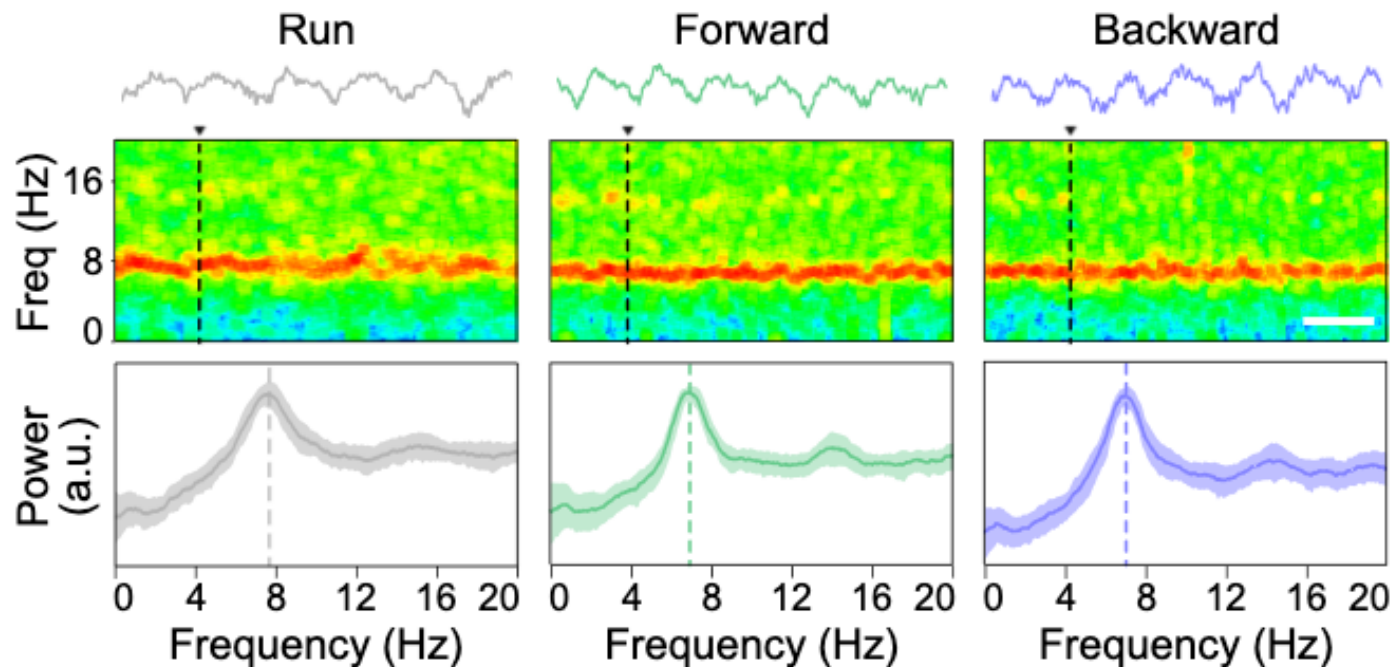 Run
Forward
Backward
Freq (Hz)
16
8
0
Power
(a.u.)
0 4 8 12 16 20
0 4 8 12 16 20
0 4 8 12 16 20
Frequency (Hz)
Frequency (Hz)
Frequency (Hz)